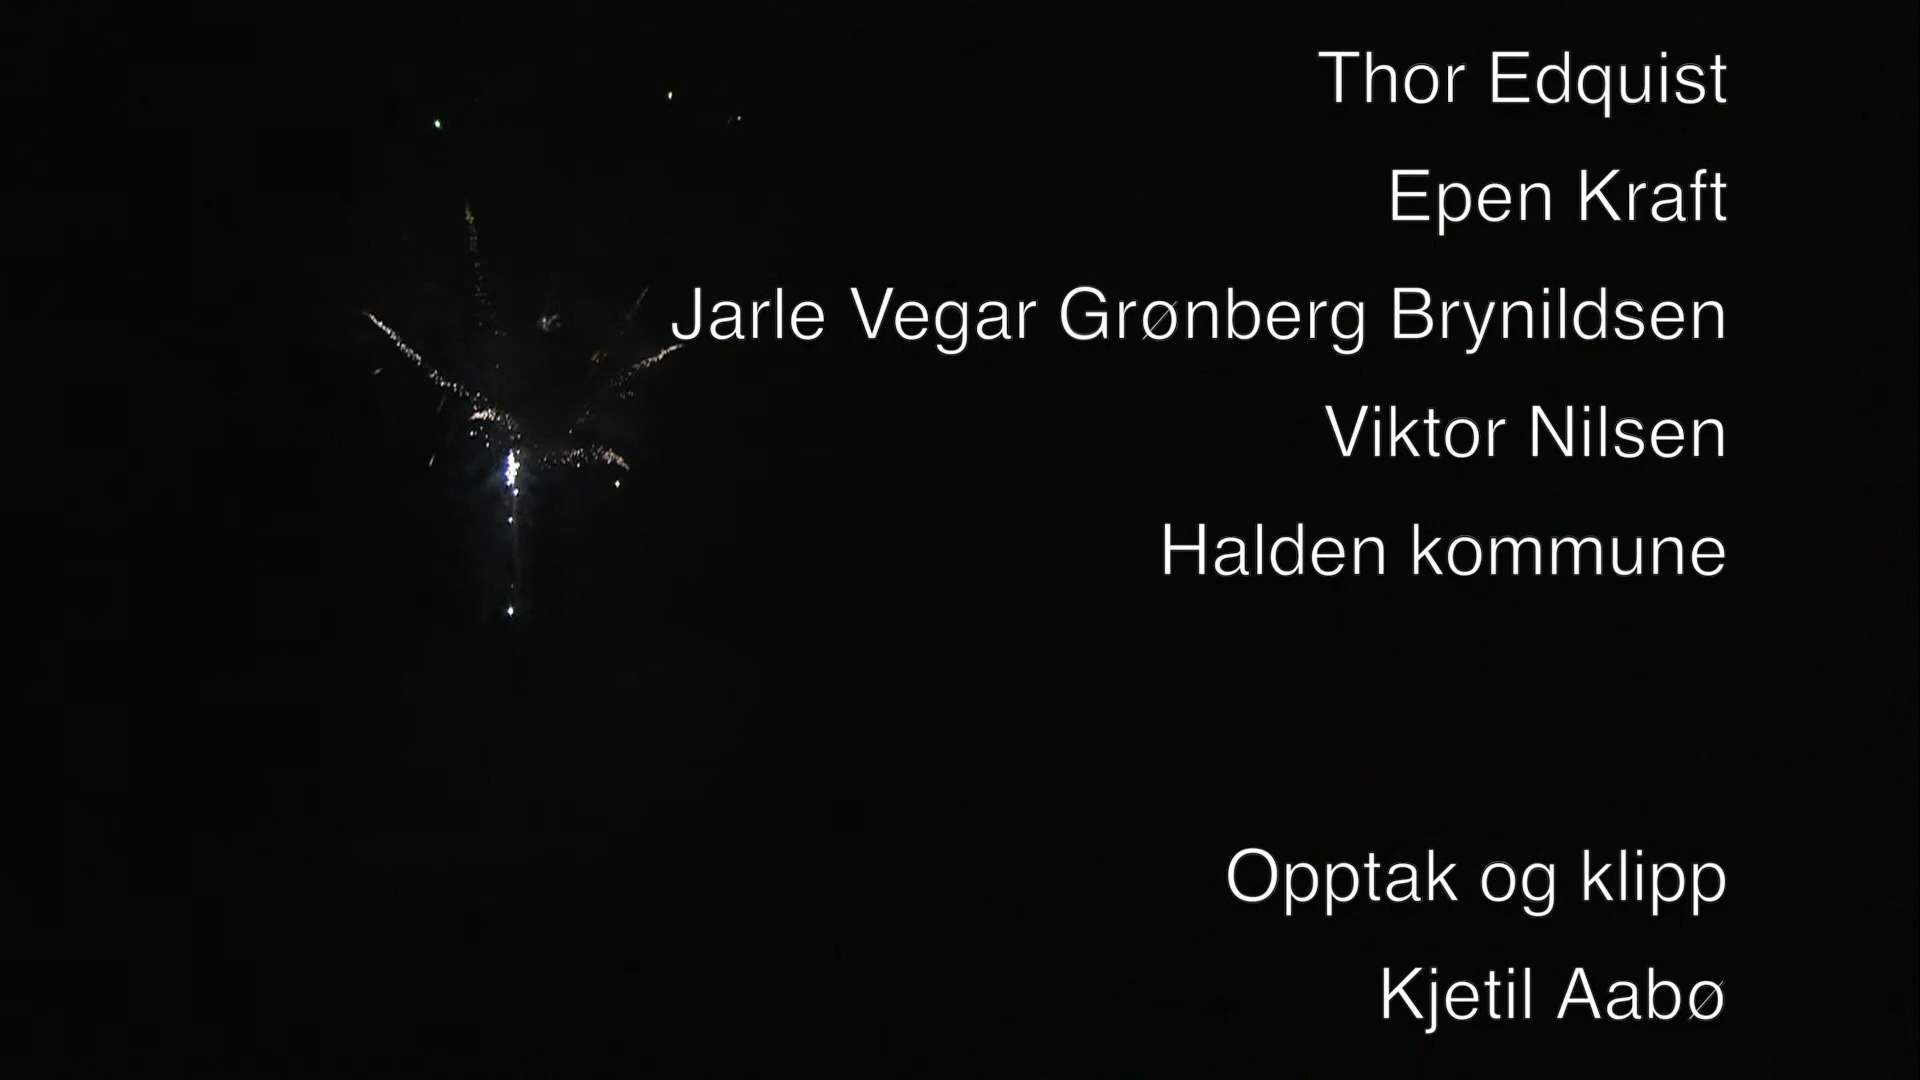 Thor Edquist
Epen Kraft
Jarle Vegar Grønberg Brynildsen
Viktor Nilsen
Halden kommune
Opptak og klipp
Kjetil Aabø